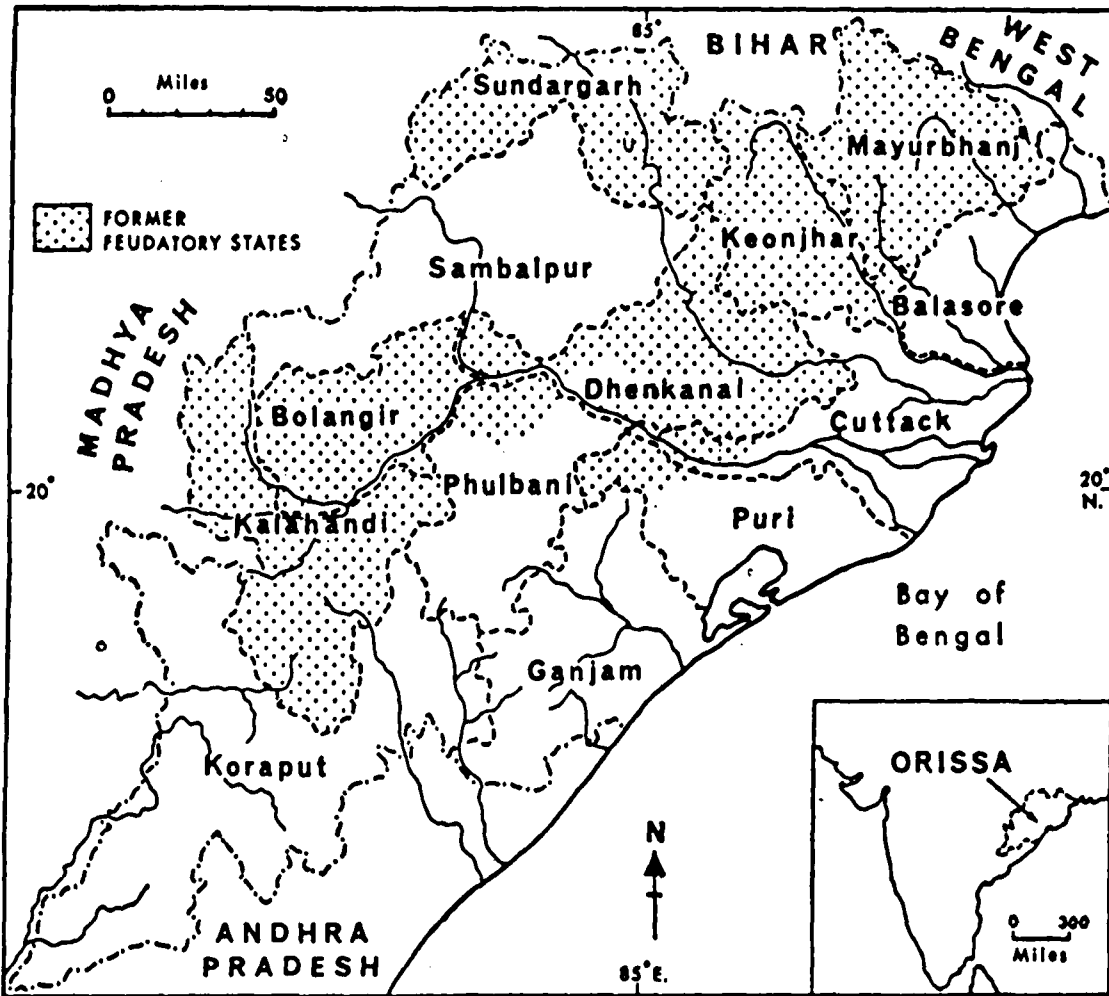 85°
BIHAR
WEST
BENGAL
Miles
0 50
Sundargarh
Mayurbhanj
FORMER
FEUDATORY STATES
Keonjhar
Sambalpur
Balasore
MADHYA
PRADESH
Dhenkanal
Bolangir
Cuttack
Phulbani
20°
20°
N.
Kalahandi
Puri
Bay of
Bengal
Ganjam
Koraput
ORISSA
N
0 300
Miles
ANDHRA
PRADESH
85°E.